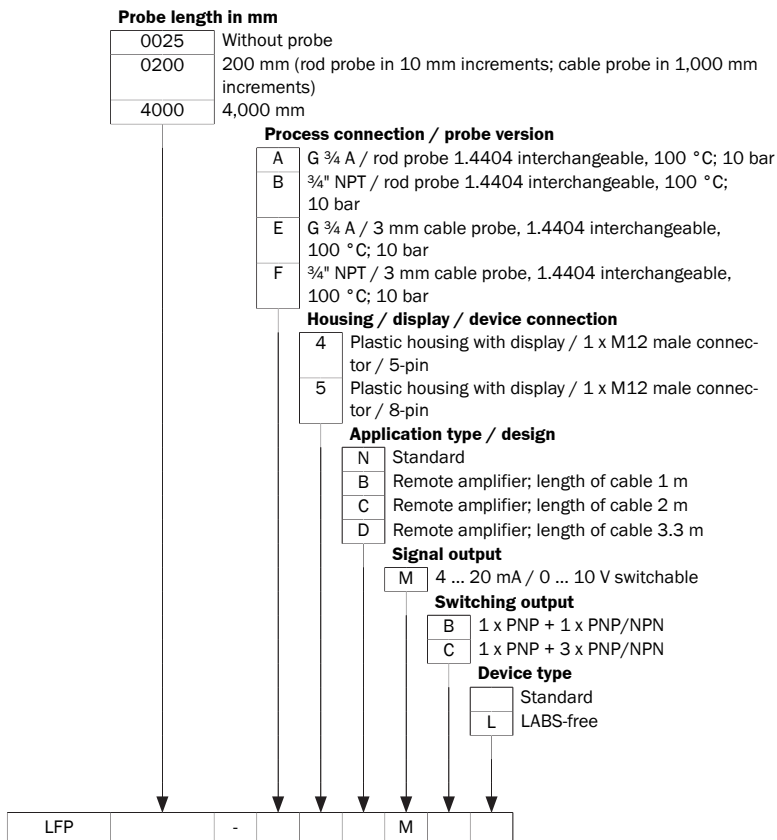 Probe length in mm
0025 Without probe
0200 200 mm (rod probe in 10 mm increments; cable probe in 1,000 mm
increments)
4000 4,000 mm
Process connection / probe version
A G ¾ A / rod probe 1.4404 interchangeable, 100 °C; 10 bar
B ¾" NPT / rod probe 1.4404 interchangeable, 100 °C;
10 bar
E G ¾ A / 3 mm cable probe, 1.4404 interchangeable,
100 °C; 10 bar
F ¾" NPT / 3 mm cable probe, 1.4404 interchangeable,
100 °C; 10 bar
Housing / display / device connection
4 Plastic housing with display / 1 x M12 male connec-
tor / 5-pin
5 Plastic housing with display / 1 x M12 male connec-
tor / 8-pin
Application type / design
N Standard
B Remote amplifier; length of cable 1 m
C Remote amplifier; length of cable 2 m
D Remote amplifier; length of cable 3.3 m
Signal output
M 4 ... 20 mA / 0 ... 10 V switchable
Switching output
B 1 x PNP + 1 x PNP/NPN
C 1 x PNP + 3 x PNP/NPN
Device type
Standard
L LABS-free
LFP - M